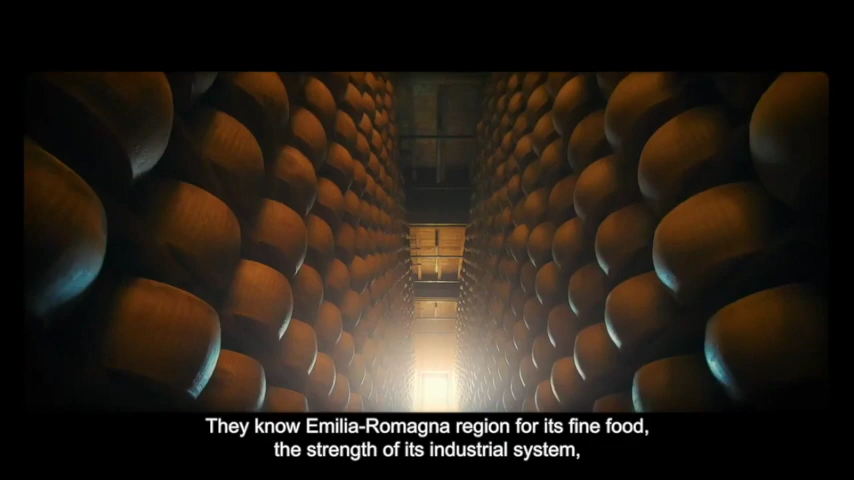 They know Emilia-Romagna region for its fine food,
the strength of its industrial system,